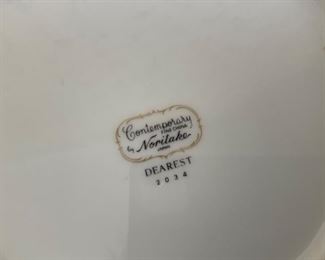 Contemporary
FINE CHINA
by Noritake
JAPAN
DEAREST
2034